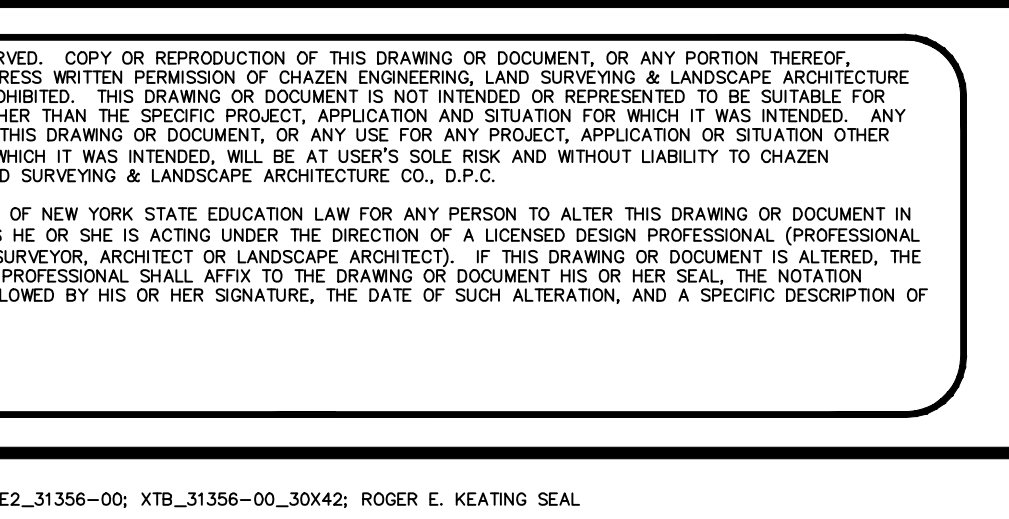 RVED. COPY OR REPRODUCTION OF THIS DRAWING OR DOCUMENT, OR ANY PORTION THEREOF,
RESS WRITTEN PERMISSION OF CHAZEN ENGINEERING, LAND SURVEYING & LANDSCAPE ARCHITECTURE
OHIBITED. THIS DRAWING OR DOCUMENT IS NOT INTENDED OR REPRESENTED TO BE SUITABLE FOR
HER THAN THE SPECIFIC PROJECT, APPLICATION AND SITUATION FOR WHICH IT WAS INTENDED. ANY
THIS DRAWING OR DOCUMENT, OR ANY USE FOR ANY PROJECT, APPLICATION OR SITUATION OTHER
WHICH IT WAS INTENDED, WILL BE AT USER'S SOLE RISK AND WITHOUT LIABILITY TO CHAZEN
D SURVEYING & LANDSCAPE ARCHITECTURE CO., D.P.C.
OF NEW YORK STATE EDUCATION LAW FOR ANY PERSON TO ALTER THIS DRAWING OR DOCUMENT IN
S HE OR SHE IS ACTING UNDER THE DIRECTION OF A LICENSED DESIGN PROFESSIONAL (PROFESSIONAL
SURVEYOR, ARCHITECT OR LANDSCAPE ARCHITECT). IF THIS DRAWING OR DOCUMENT IS ALTERED, THE
PROFESSIONAL SHALL AFFIX TO THE DRAWING OR DOCUMENT HIS OR HER SEAL, THE NOTATION
LOWED BY HIS OR HER SIGNATURE, THE DATE OF SUCH ALTERATION, AND A SPECIFIC DESCRIPTION OF
E2_31356-00; XTB_31356-00_30X42; ROGER E. KEATING SEAL